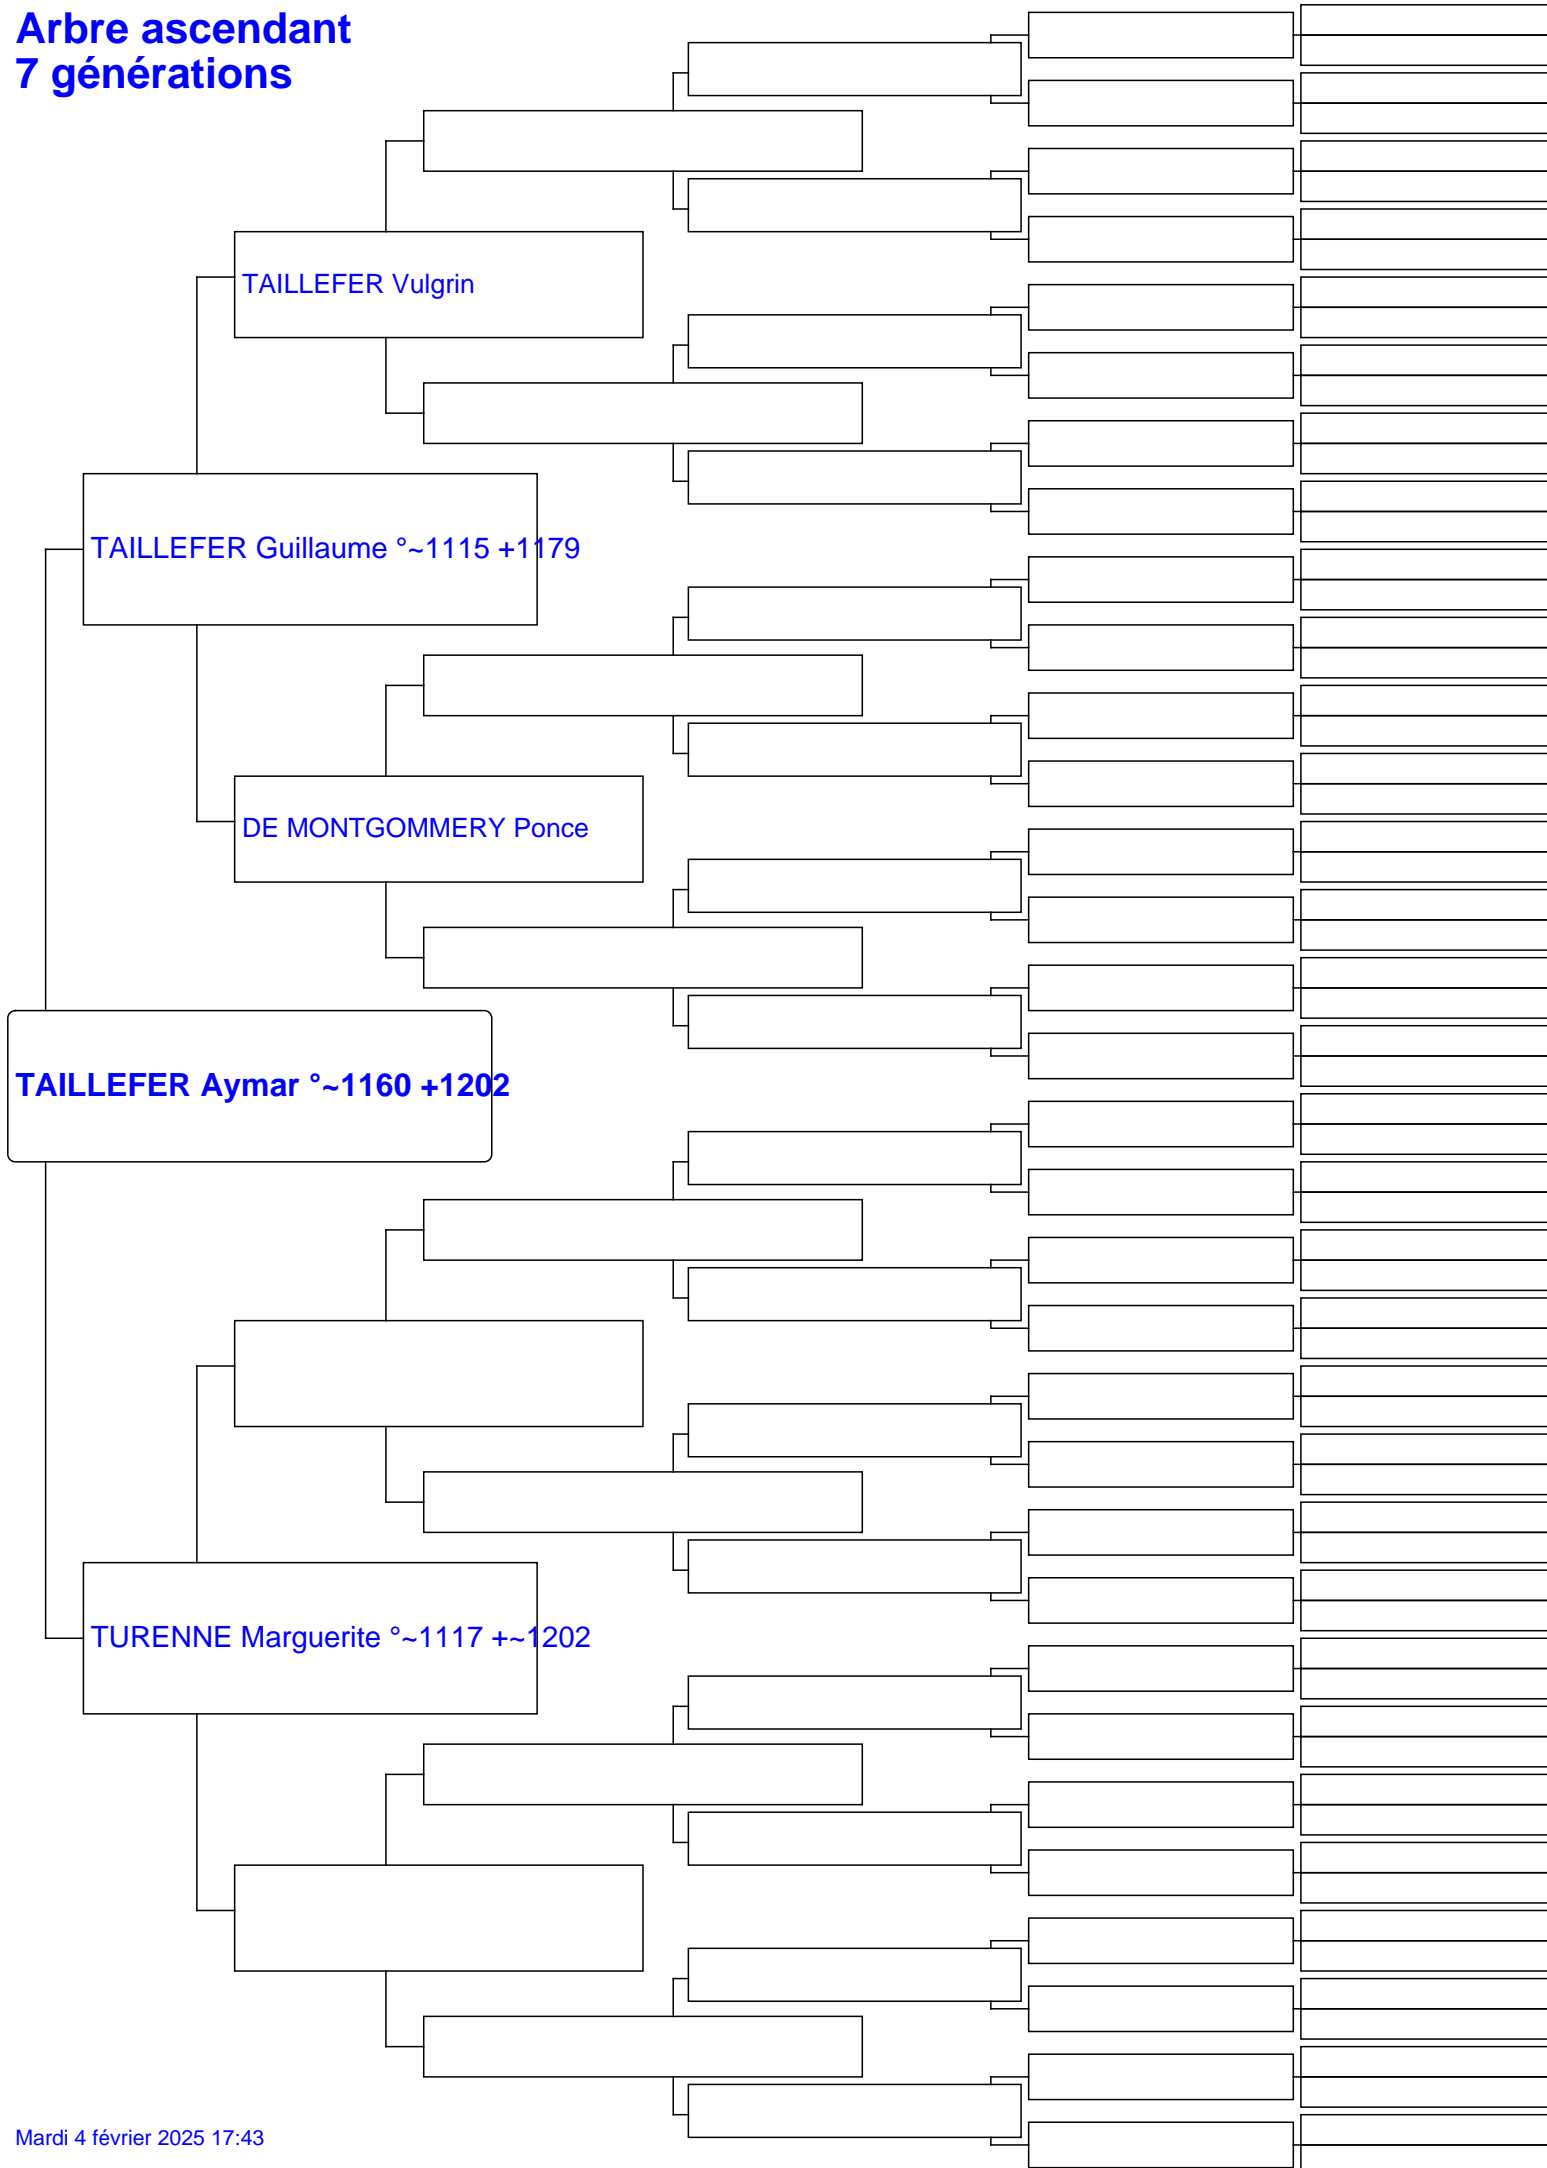 Arbre ascendant
7 générations
TAILLEFER Vulgrin
TAILLEFER Guillaume °~1115 +1179
DE MONTGOMMERY Ponce
TAILLEFER Aymar °~1160 +1202
TURENNE Marguerite °~1117 +~1202
Mardi 4 février 2025 17:43